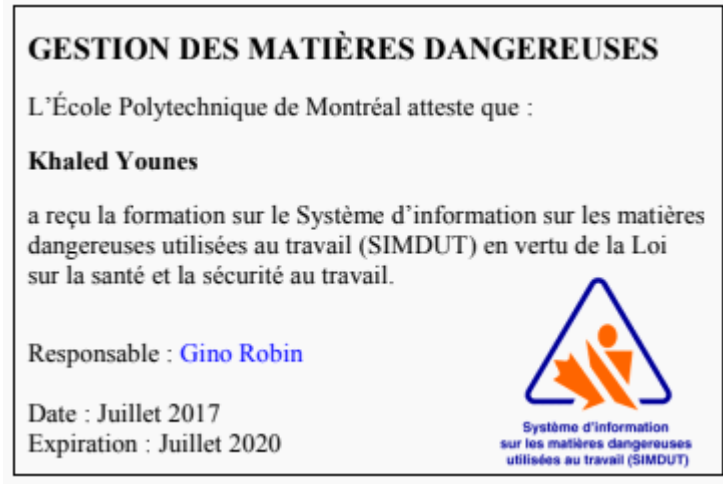 GESTION DES MATIÈRES DANGEREUSES
L'École Polytechnique de Montréal atteste que :
Khaled Younes
a reçu la formation sur le Système d'information sur les matières
dangereuses utilisées au travail (SIMDUT) en vertu de la Loi
sur la santé et la sécurité au travail.
Responsable : Gino Robin
Date : Juillet 2017
Expiration : Juillet 2020
Système d'information
sur les matières dangereuses
utilisées au travail (SIMDUT)